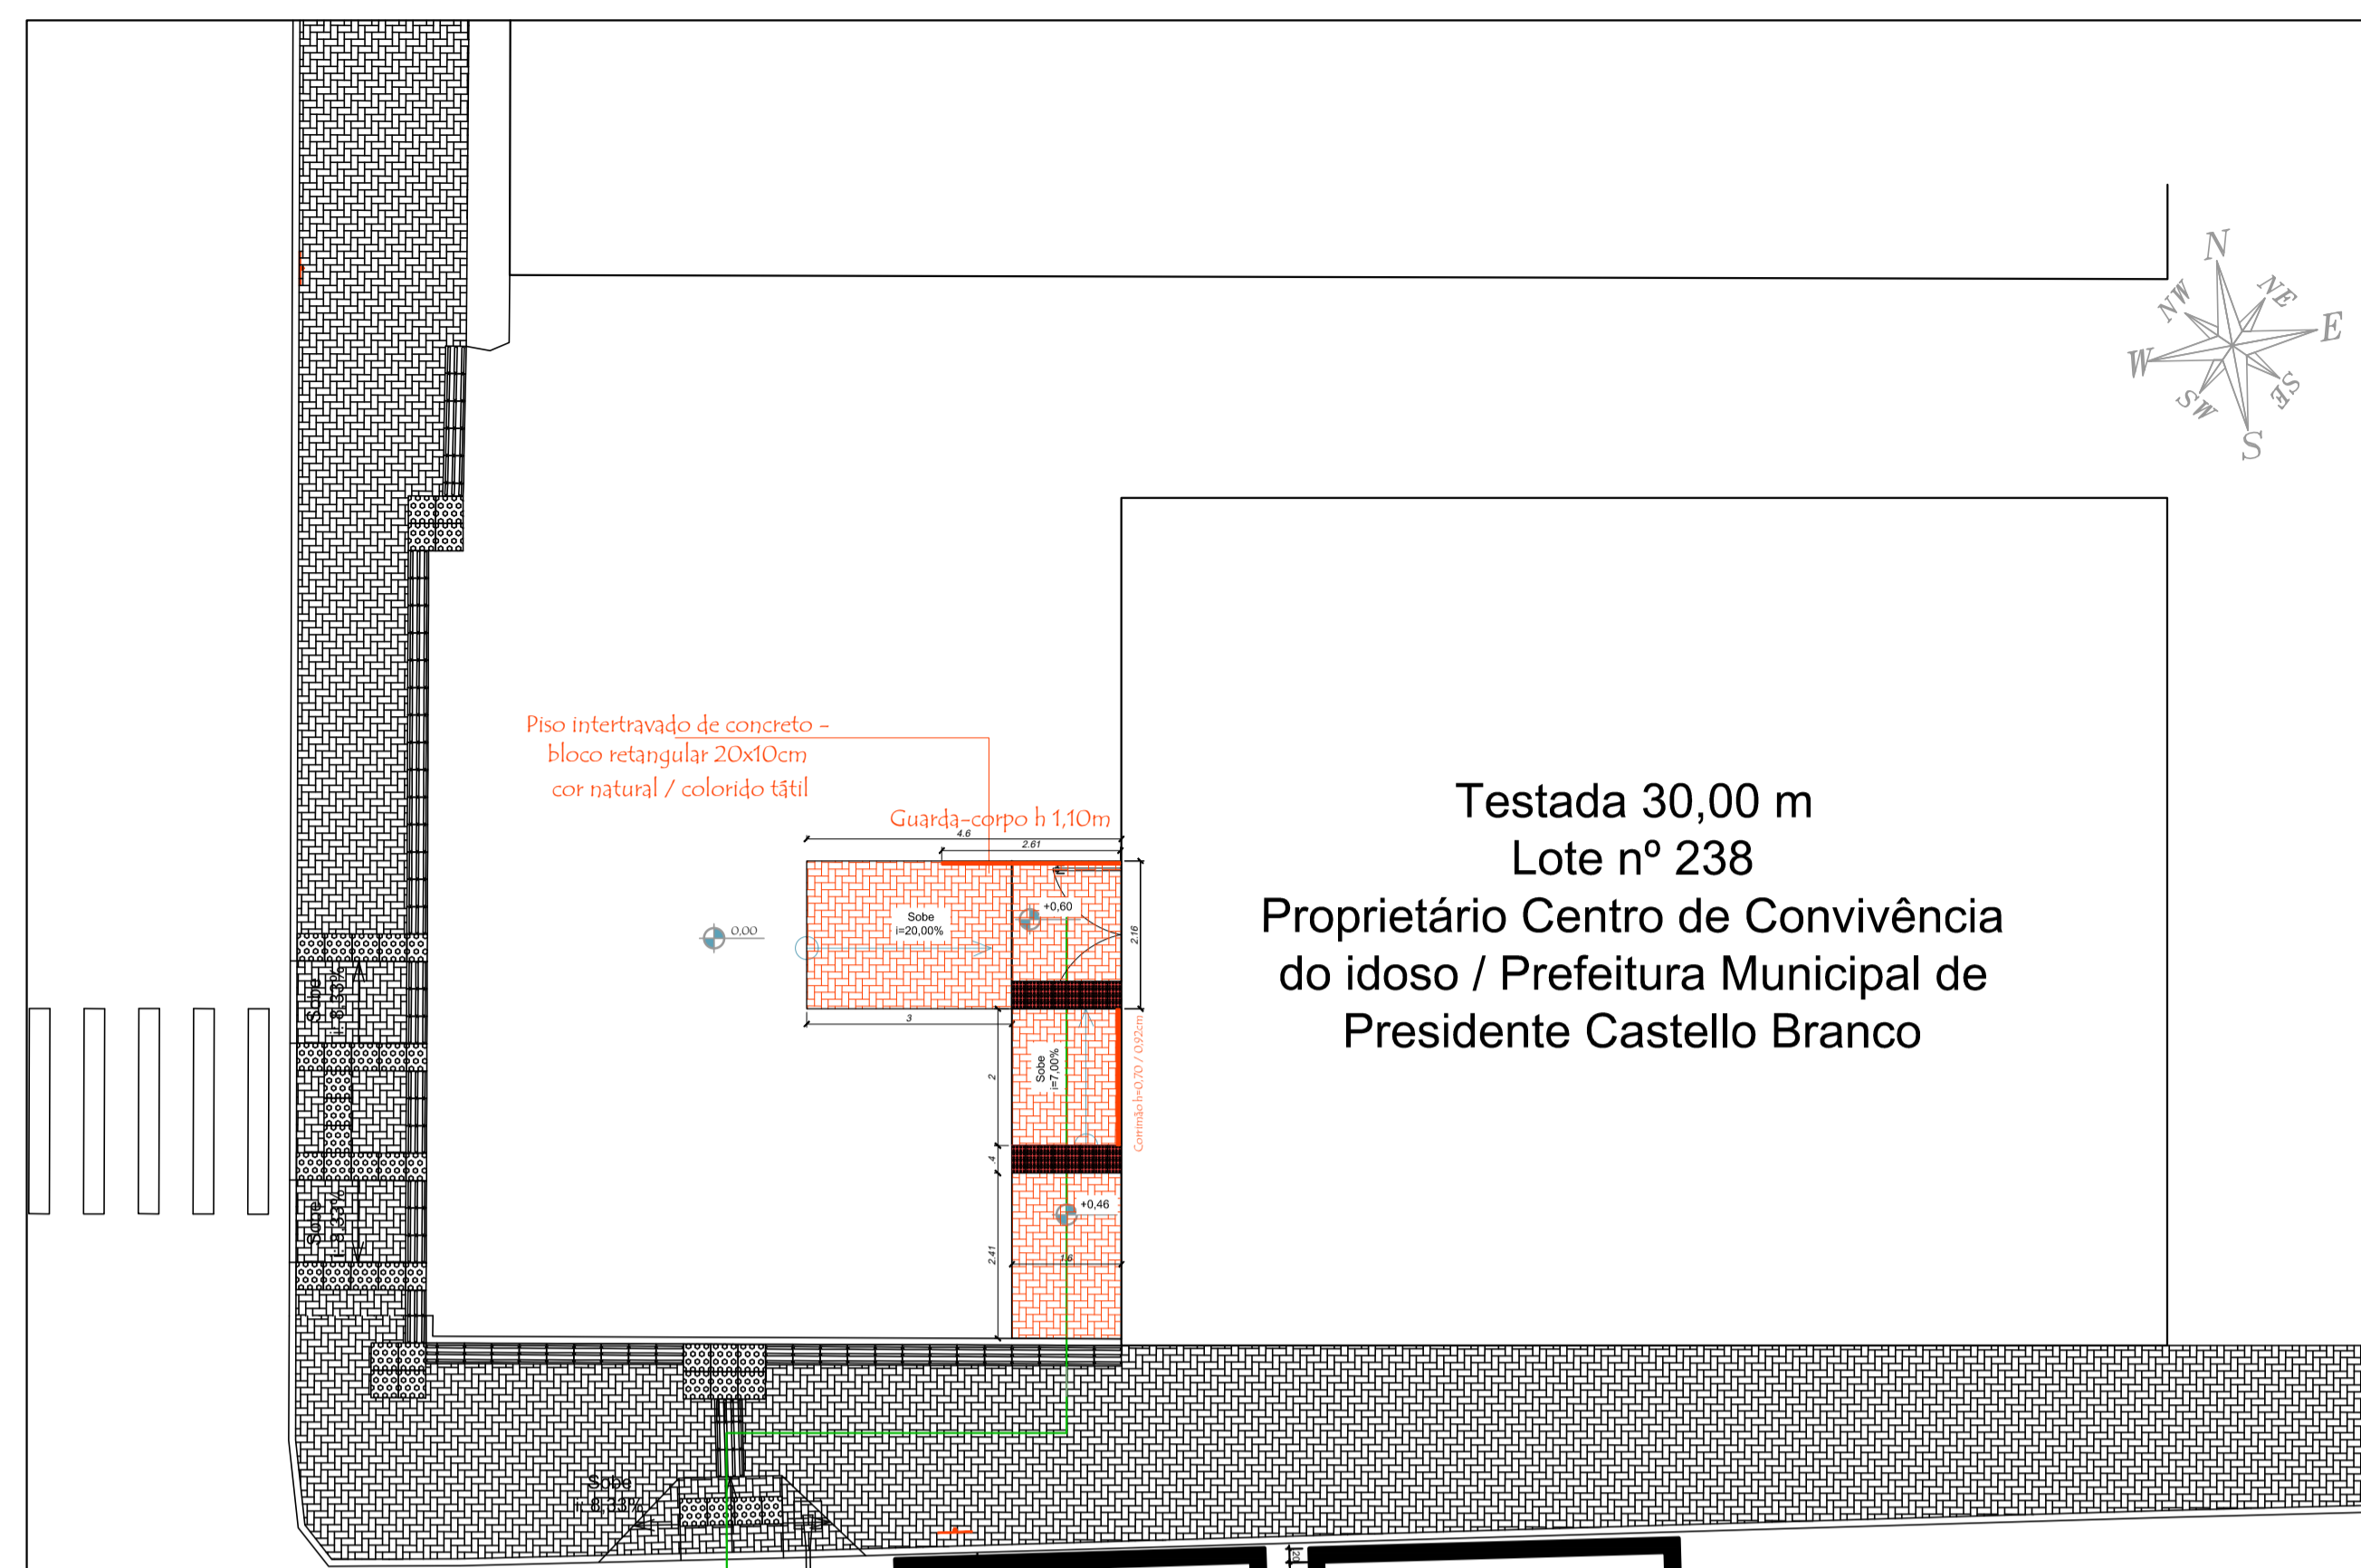 N
NW
NE
W
E
SW
SE
S
Piso intertravado de concreto -
bloco retangular 20x10cm
cor natural / colorido tátil
Guarda-corpo h 1,10m
4.6
2.61
Testada 30,00 m
Lote nº 238
Proprietário Centro de Convivência
do idoso / Prefeitura Municipal de
Presidente Castello Branco
Sobe
i=20,00%
+0,60
0,00
2.16
3
Corrimão h=0,70 / 0,92cm
Sobe
i=7,00%
2
.4
+0,46
2.41
1.6
Sobe
i: 8,33%
Sobe
i: 8,33%
Sobe
i: 8,33%